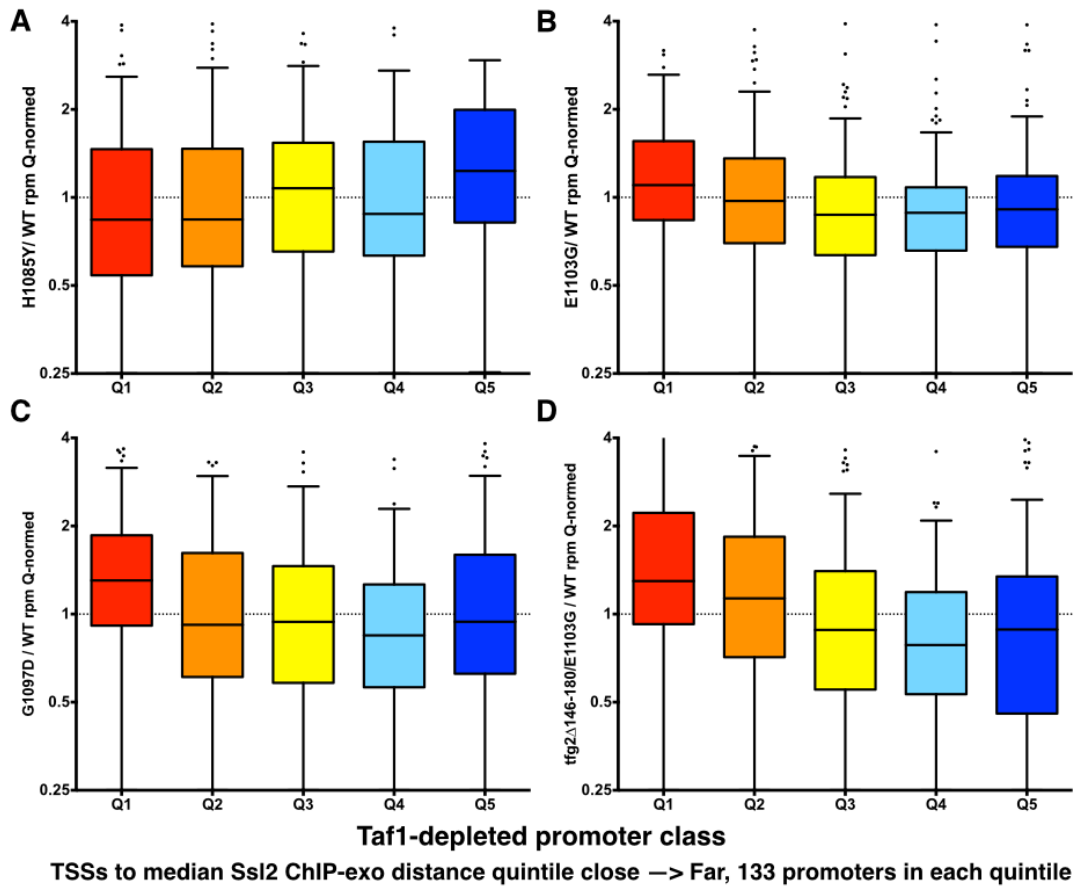 A
H1085Y/ WT rpm Q-normed
4
2
1
0.5
0.25
Q1 Q2 Q3 Q4 Q5
B
E1103G/ WT rpm Q-normed
4
2
1
0.5
0.25
Q1 Q2 Q3 Q4 Q5
C
G1097D / WT rpm Q-normed
4
2
1
0.5
0.25
Q1 Q2 Q3 Q4 Q5
D
tfg2Δ146-180/E1103G / WT rpm Q-normed
4
2
1
0.5
0.25
Q1 Q2 Q3 Q4 Q5
Taf1-depleted promoter class
TSSs to median Ssl2 ChIP-exo distance quintile close —> Far, 133 promoters in each quintile